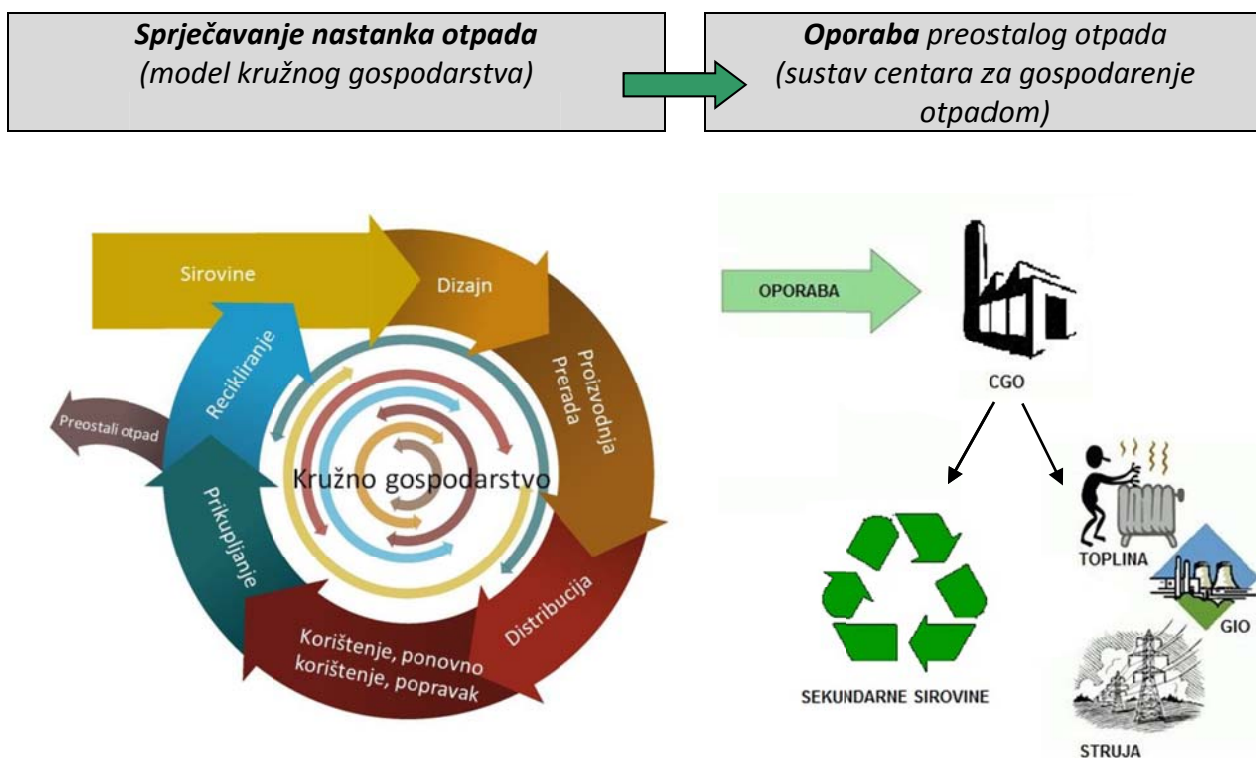 Sprječavanje nastanka otpada
(model kružnog gospodarstva)
Oporaba preostalog otpada
(sustav centara za gospodarenje
otpadom)
Sirovine
Dizajn
Proizvodnja
Prerada
Distribucija
Korištenje, ponovno
korištenje, popravak
Prikupljanje
Recikliranje
Preostali otpad
Kružno gospodarstvo
OPORABA
CGO
SEKUNDARNE SIROVINE
TOPLINA
GIO
STRUJA